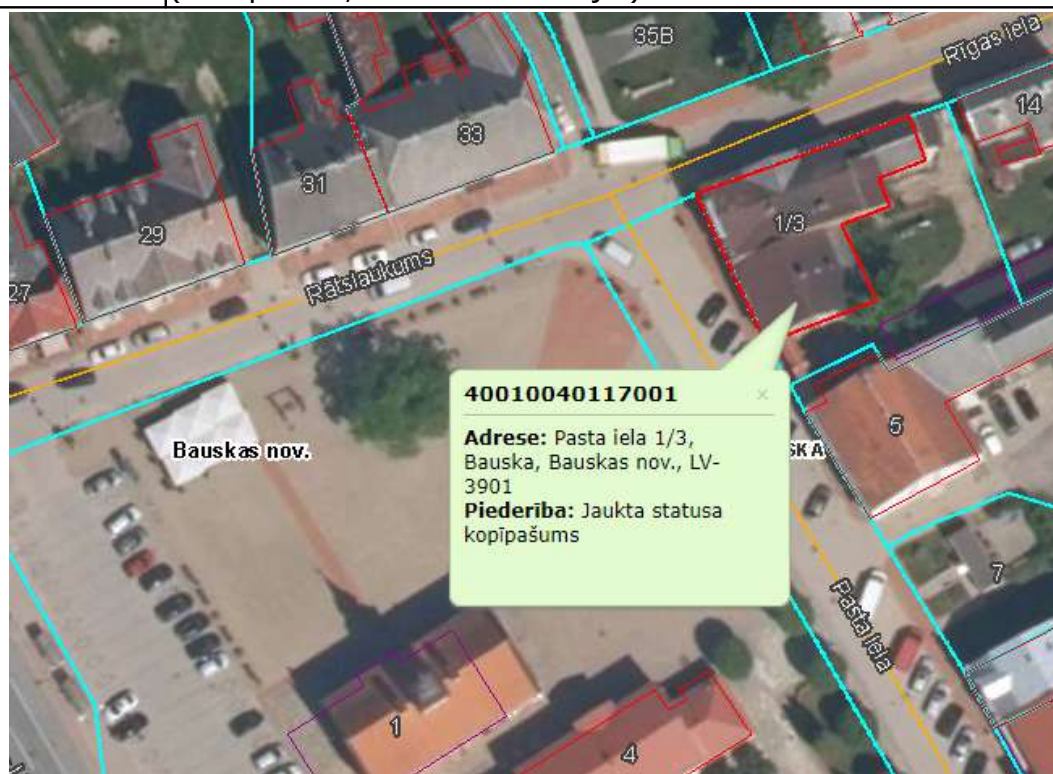 35B
Rīgas iela
14
33
31
1/3
29
Rātslaukums
27
40010040117001 ×
Adrese: Pasta iela 1/3,
Bauska, Bauskas nov., LV-
3901
Piederība: Jaukta statusa
kopīpašums
Bauskas nov.
SKA
5
7
Pasta iela
1
4